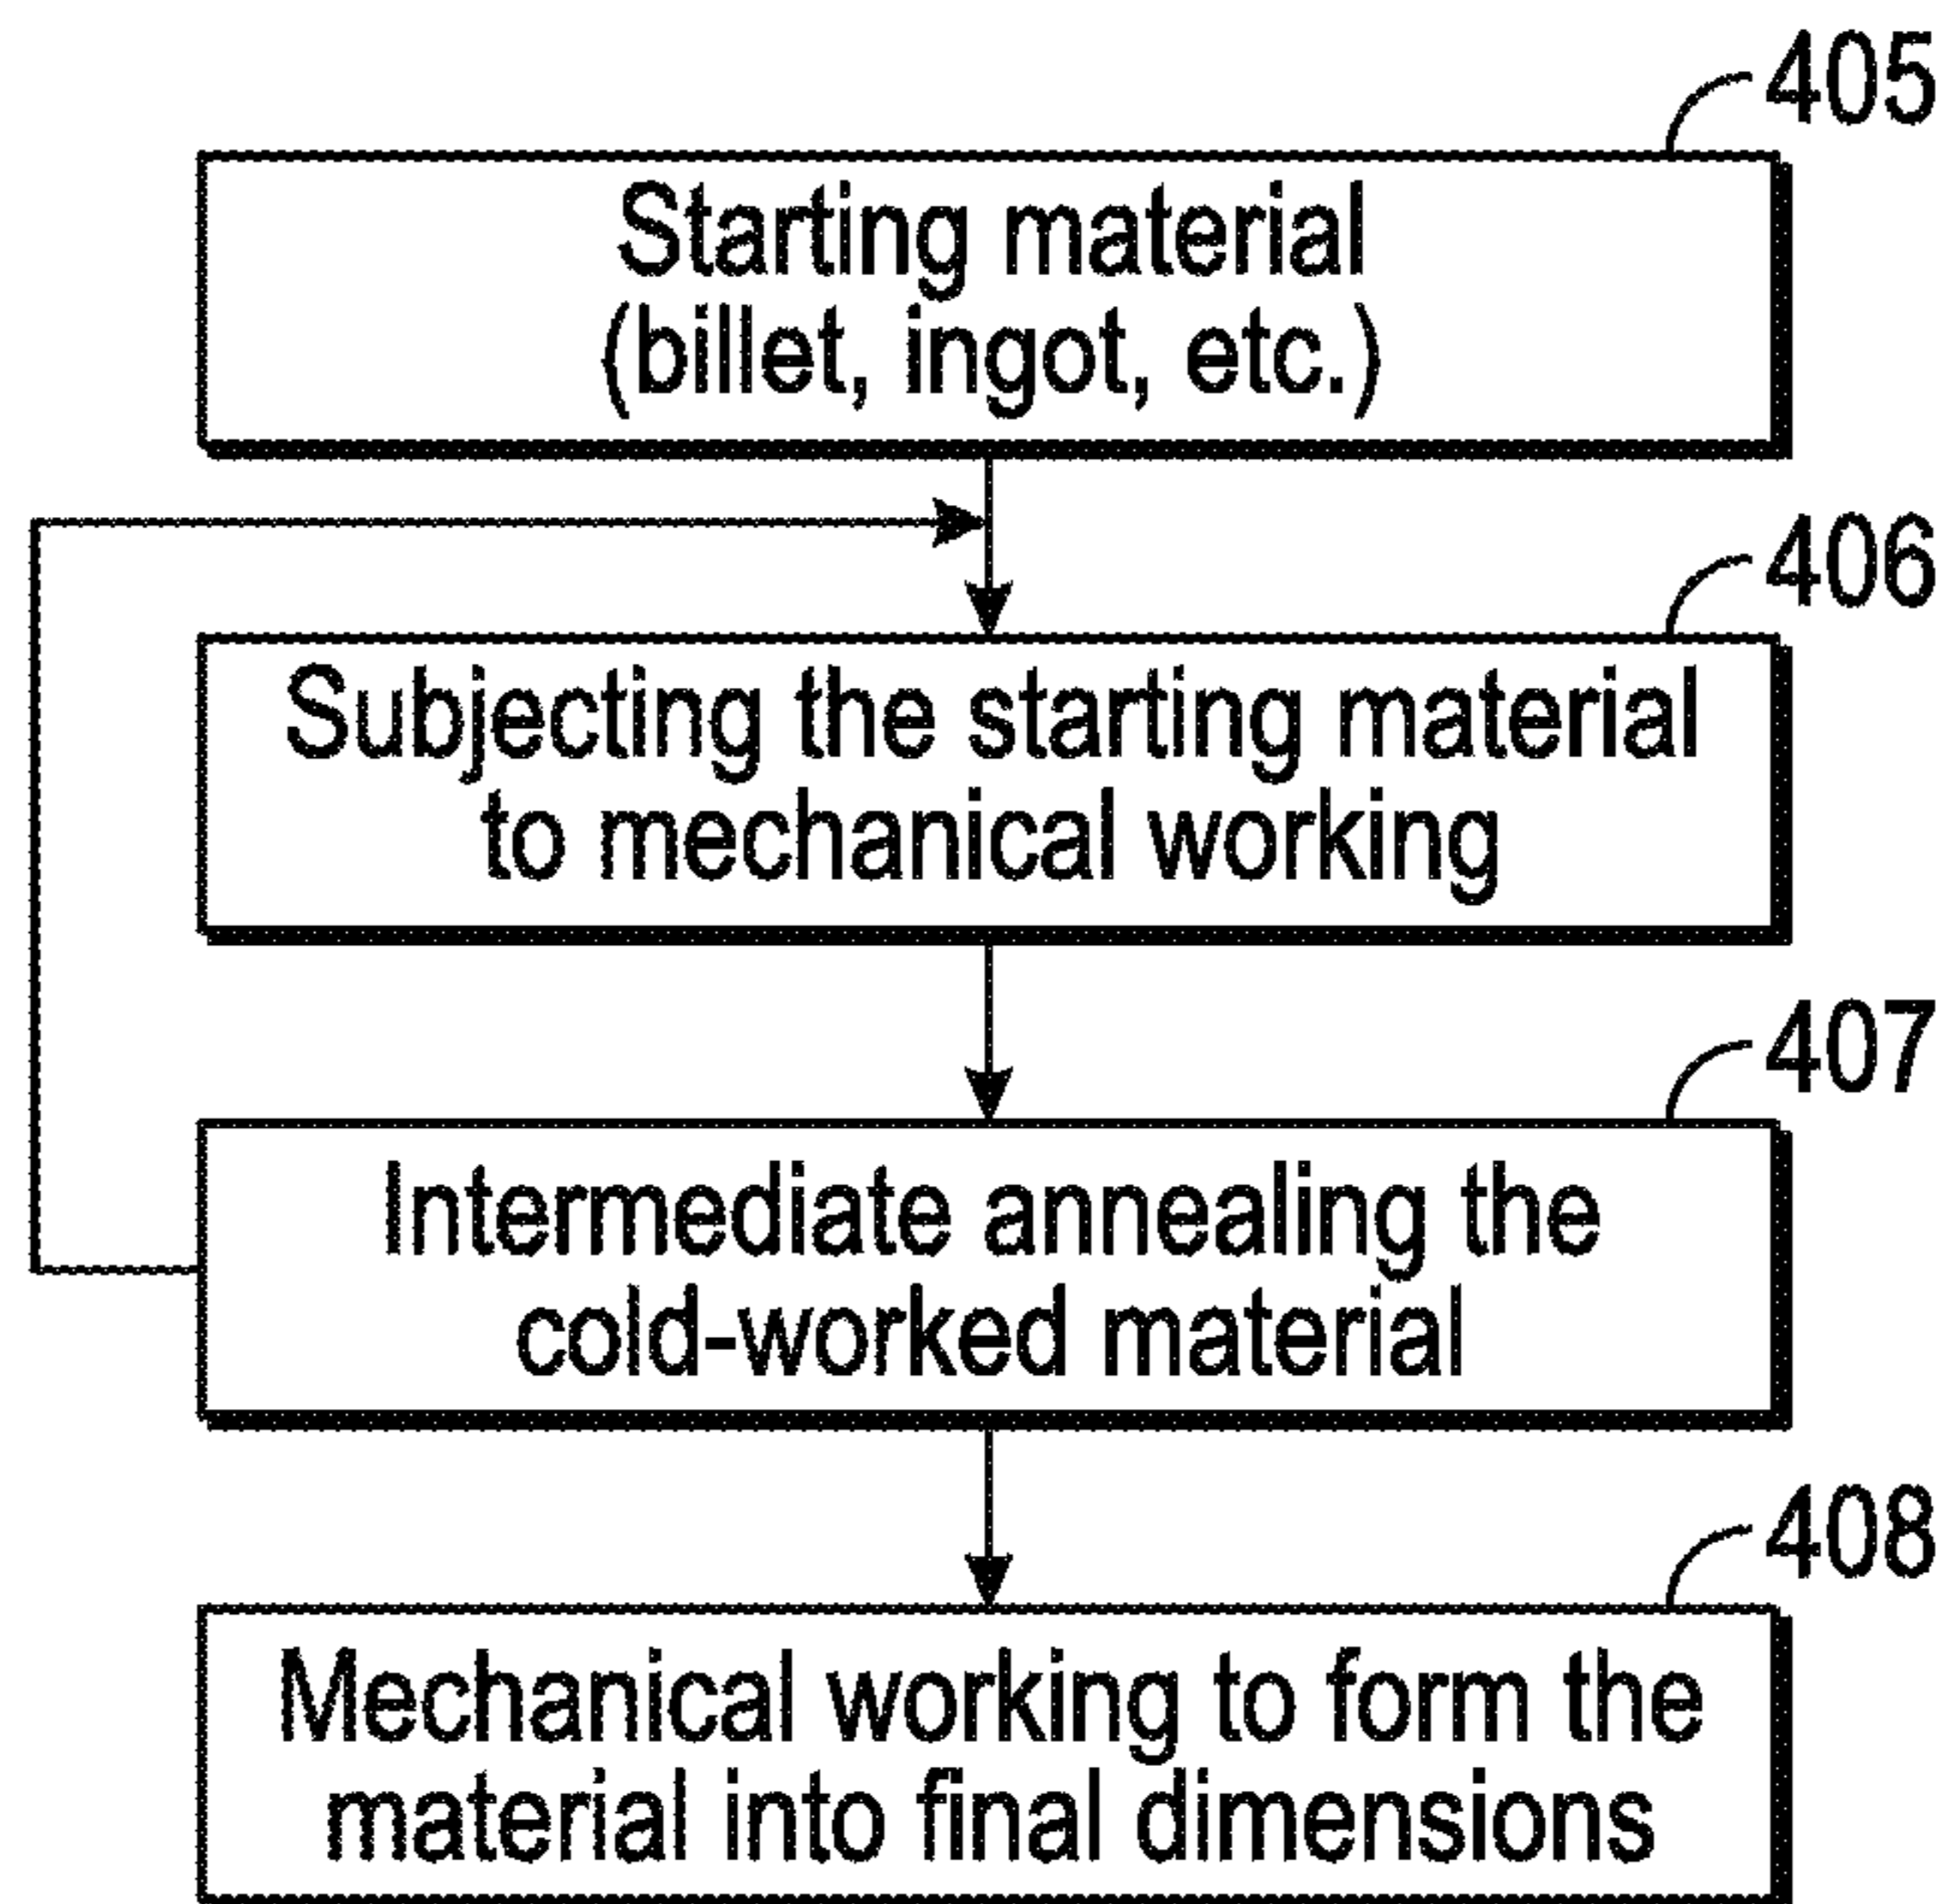 405
Starting material
(billet, ingot, etc.)
406
Subjecting the starting material
to mechanical working
407
Intermediate annealing the
cold-worked material
408
Mechanical working to form the
material into final dimensions